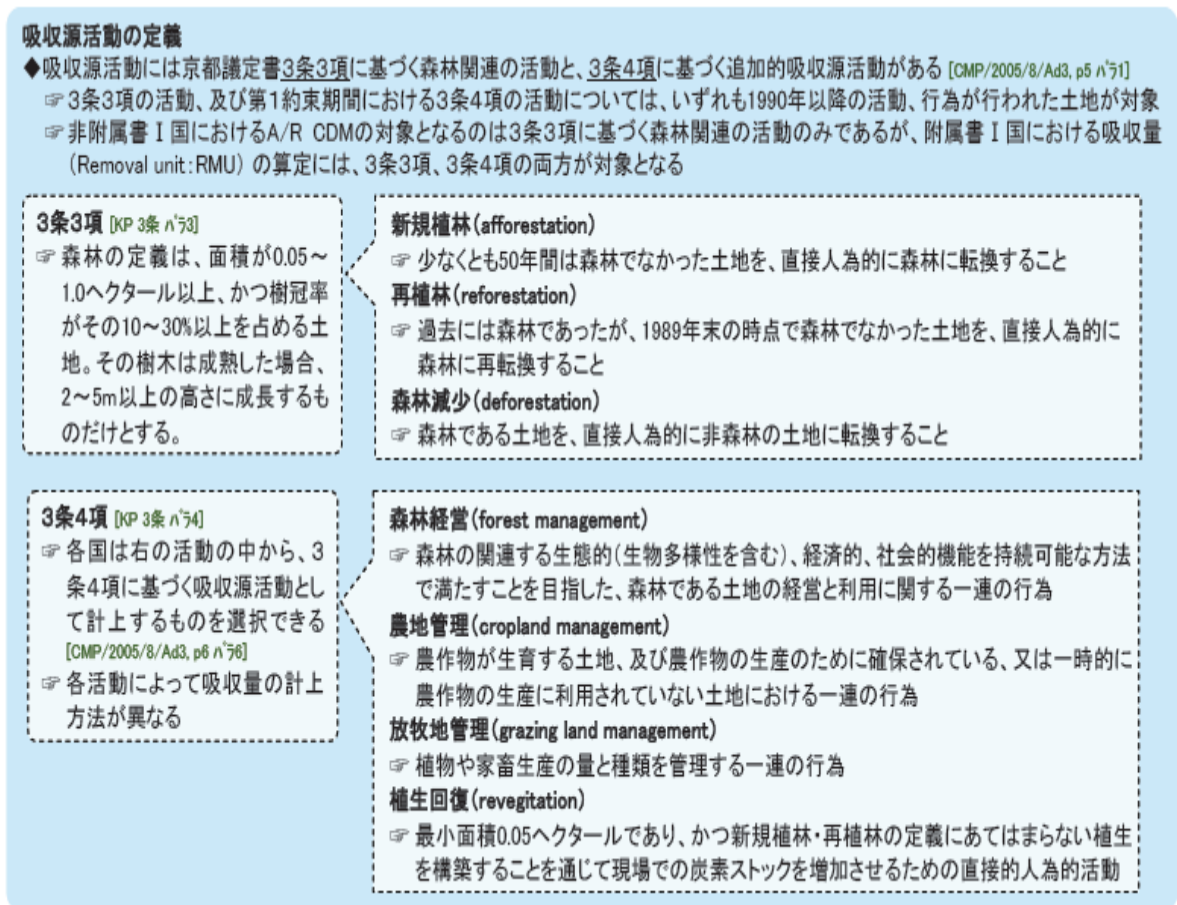 吸収源活動の定義
◆吸収源活動には京都議定書3条3項に基づく森林関連の活動と、3条4項に基づく追加的吸収源活動がある [CMP/2005/8/Ad3, p5 パラ1]
☞3条3項の活動、及び第1約束期間における3条4項の活動については、いずれも1990年以降の活動、行為が行われた土地が対象
☞非附属書Ⅰ国におけるA/R CDMの対象となるのは3条3項に基づく森林関連の活動のみであるが、附属書Ⅰ国における吸収量
(Removal unit:RMU) の算定には、3条3項、3条4項の両方が対象となる
3条3項 [KP 3条 パラ3]
☞ 森林の定義は、面積が0.05～
1.0ヘクタール以上、かつ樹冠率
がその10～30%以上を占める土
地。その樹木は成熟した場合、
2～5m以上の高さに成長するも
のだけとする。
新規植林(afforestation)
☞ 少なくとも50年間は森林でなかった土地を、直接人為的に森林に転換すること
再植林(reforestation)
☞ 過去には森林であったが、1989年末の時点で森林でなかった土地を、直接人為的に
森林に再転換すること
森林減少(deforestation)
☞ 森林である土地を、直接人為的に非森林の土地に転換すること
3条4項 [KP 3条 パラ4]
☞ 各国は右の活動の中から、3
条4項に基づく吸収源活動とし
て計上するものを選択できる
[CMP/2005/8/Ad3, p6 パラ6]
☞ 各活動によって吸収量の計上
方法が異なる
森林経営(forest management)
☞ 森林の関連する生態的(生物多様性を含む)、経済的、社会的機能を持続可能な方法
で満たすことを目指した、森林である土地の経営と利用に関する一連の行為
農地管理(cropland management)
☞ 農作物が生育する土地、及び農作物の生産のために確保されている、又は一時的に
農作物の生産に利用されていない土地における一連の行為
放牧地管理(grazing land management)
☞ 植物や家畜生産の量と種類を管理する一連の行為
植生回復(revegitation)
☞ 最小面積0.05ヘクタールであり、かつ新規植林・再植林の定義にあてはまらない植生
を構築することを通じて現場での炭素ストックを増加させるための直接的人為的活動